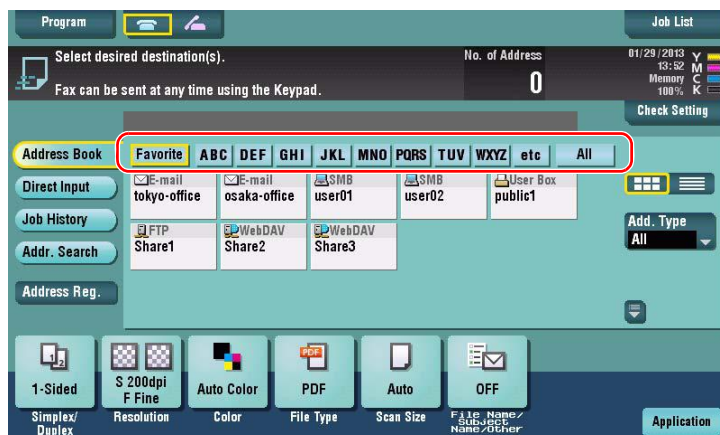 Program
Job List
Select desired destination(s).
No. of Address
01/29/2013
13:52
Memory
100%
Y
M
C
K
Fax can be sent at any time using the Keypad.
0
Check Setting
Address Book
Favorite ABC DEF GHI JKL MNO PQRS TUV WXYZ etc All
Direct Input
E-mail
tokyo-office
E-mail
osaka-office
SMB
user01
SMB
user02
User Box
public1
Job History
FTP
Share1
WebDAV
Share2
WebDAV
Share3
Add. Type
All
Addr. Search
Address Reg.
1 2
PDF
1-Sided
S 200dpi
F Fine
Auto Color
PDF
Auto
OFF
Simplex/
Duplex
Resolution
Color
File Type
Scan Size
File Name/
Subject
Name/Other
Application